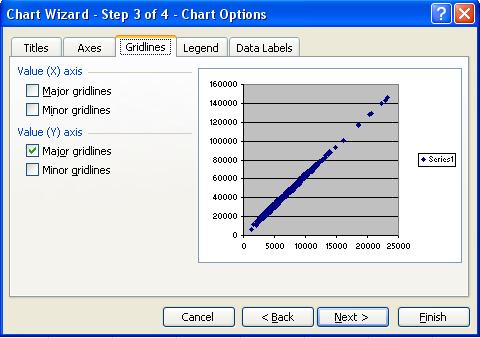 Chart Wizard - Step 3 of 4 - Chart Options
Titles Axes Gridlines Legend Data Labels
Value (X) axis
Major gridlines
Minor gridlines
Value (Y) axis
Major gridlines
Minor gridlines
160000
140000
120000
100000
80000
60000
40000
20000
0
0 5000 10000 15000 20000 25000
Series1
Cancel < Back Next > Finish